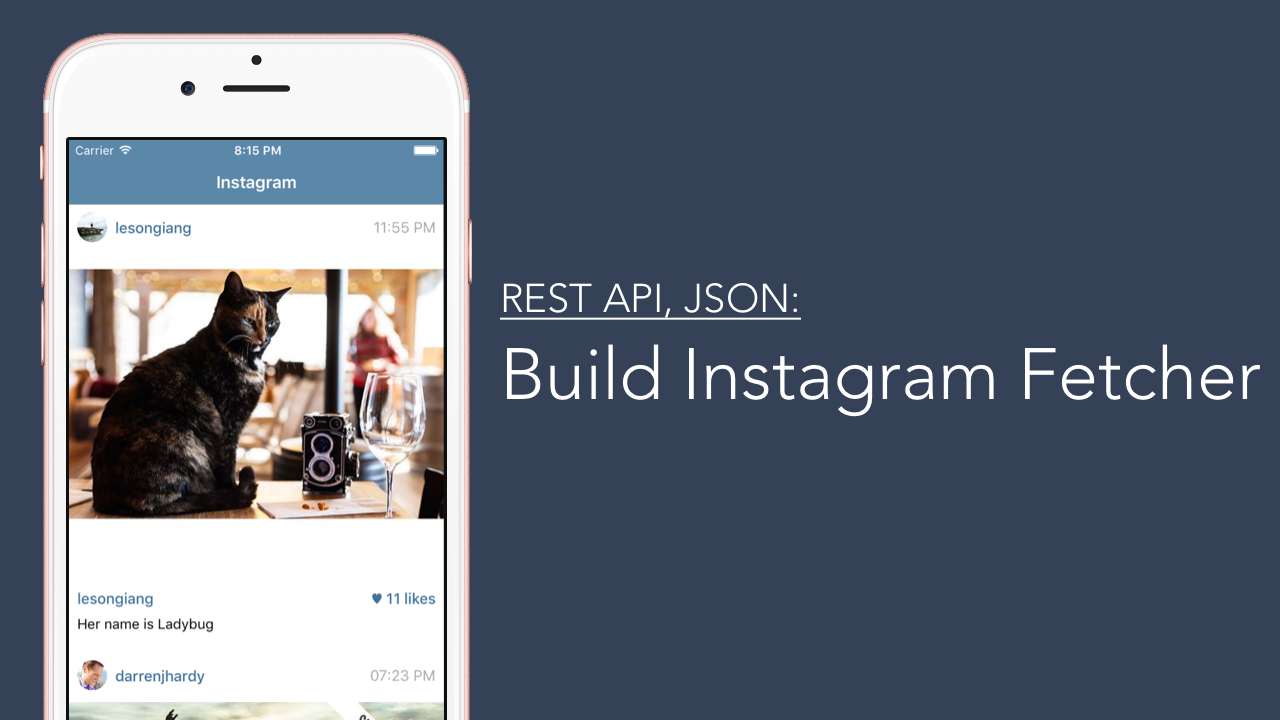 Carrier 8:15 PM
Instagram
lesongiang 11:55 PM
lesongiang ♥ 11 likes
Her name is Ladybug
darrenjhardy 07:23 PM
REST API, JSON:
Build Instagram Fetcher